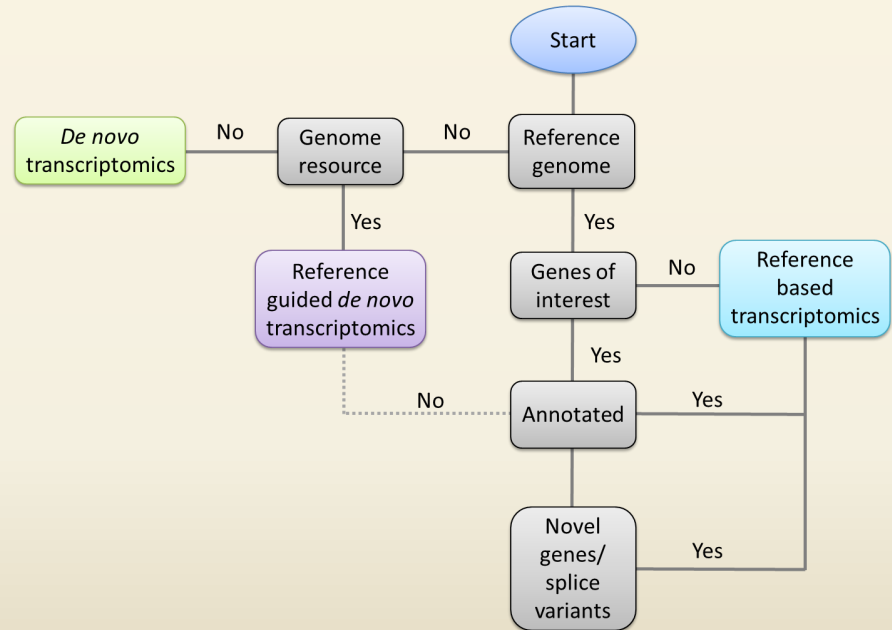 Start
De novo
transcriptomics
No
Genome
resource
No
Reference
genome
Yes
Yes
Reference
guided de novo
transcriptomics
Genes of
interest
No
Reference
based
transcriptomics
Yes
No
Annotated
Yes
Novel
genes/
splice
variants
Yes